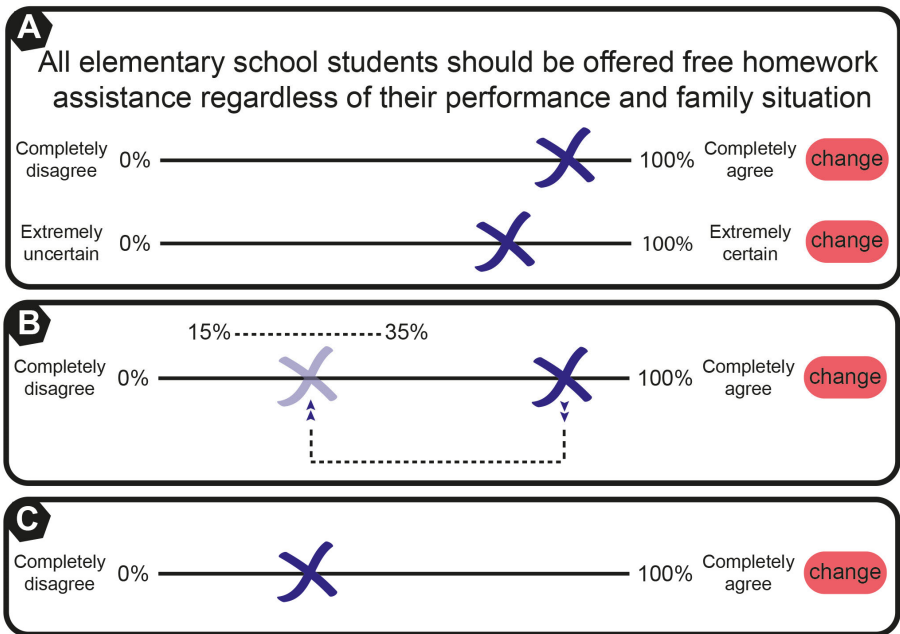 A
All elementary school students should be offered free homework
assistance regardless of their performance and family situation
Completely disagree 0% 100% Completely agree change
Extremely uncertain 0% 100% Extremely certain change
B
15% 35%
Completely disagree 0% 100% Completely agree change
C
Completely disagree 0% 100% Completely agree change